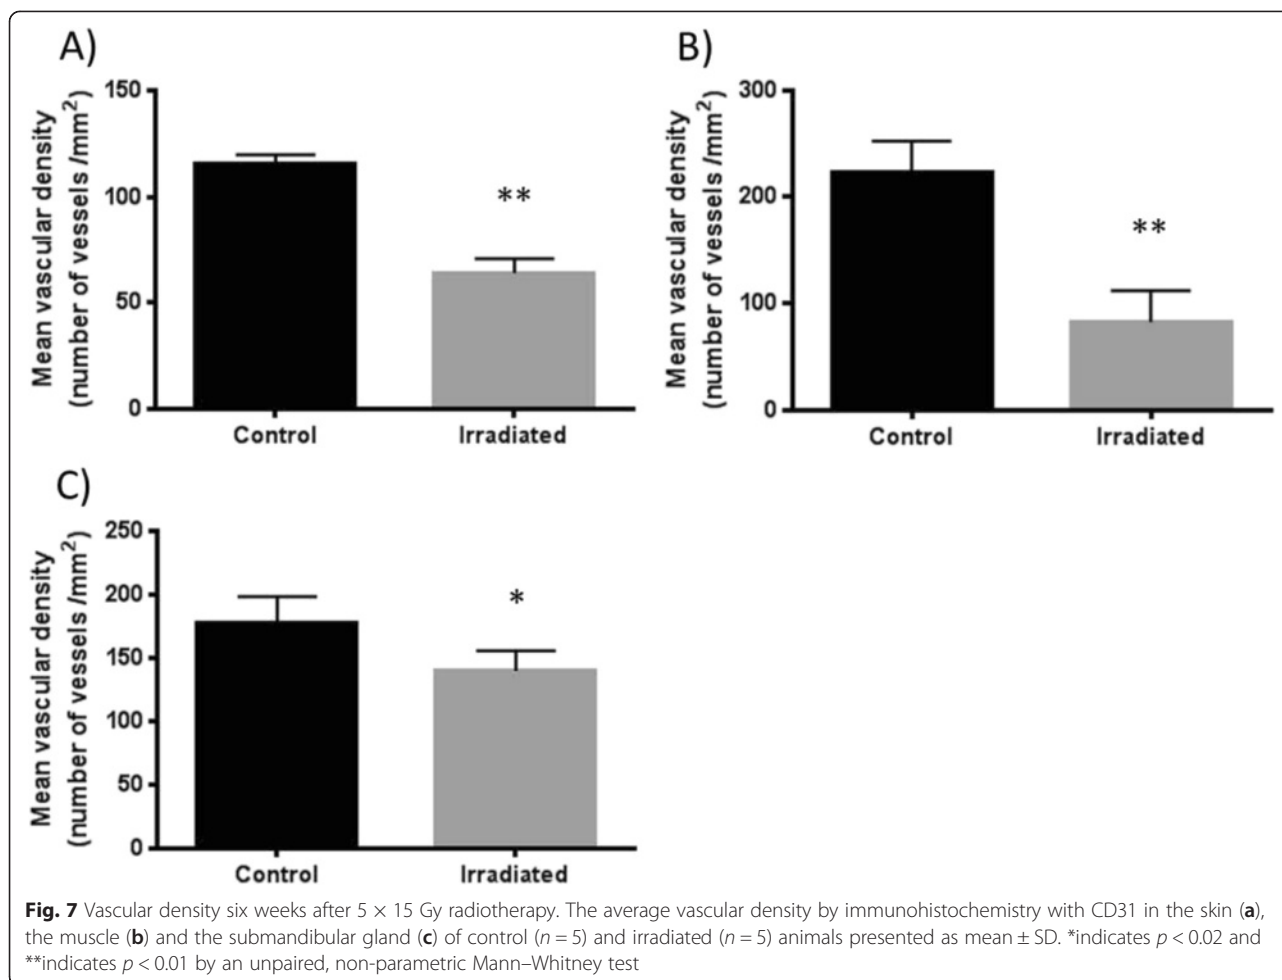 A)
Mean vascular density
(number of vessels /mm²)
150
100
50
0
**
Control
Irradiated
B)
Mean vascular density
(number of vessels /mm²)
300
200
100
0
**
Control
Irradiated
C)
Mean vascular density
(number of vessels /mm²)
250
200
150
100
50
0
*
Control
Irradiated
Fig. 7 Vascular density six weeks after 5 × 15 Gy radiotherapy. The average vascular density by immunohistochemistry with CD31 in the skin (a),
the muscle (b) and the submandibular gland (c) of control (n = 5) and irradiated (n = 5) animals presented as mean ± SD. *indicates p < 0.02 and
**indicates p < 0.01 by an unpaired, non-parametric Mann–Whitney test